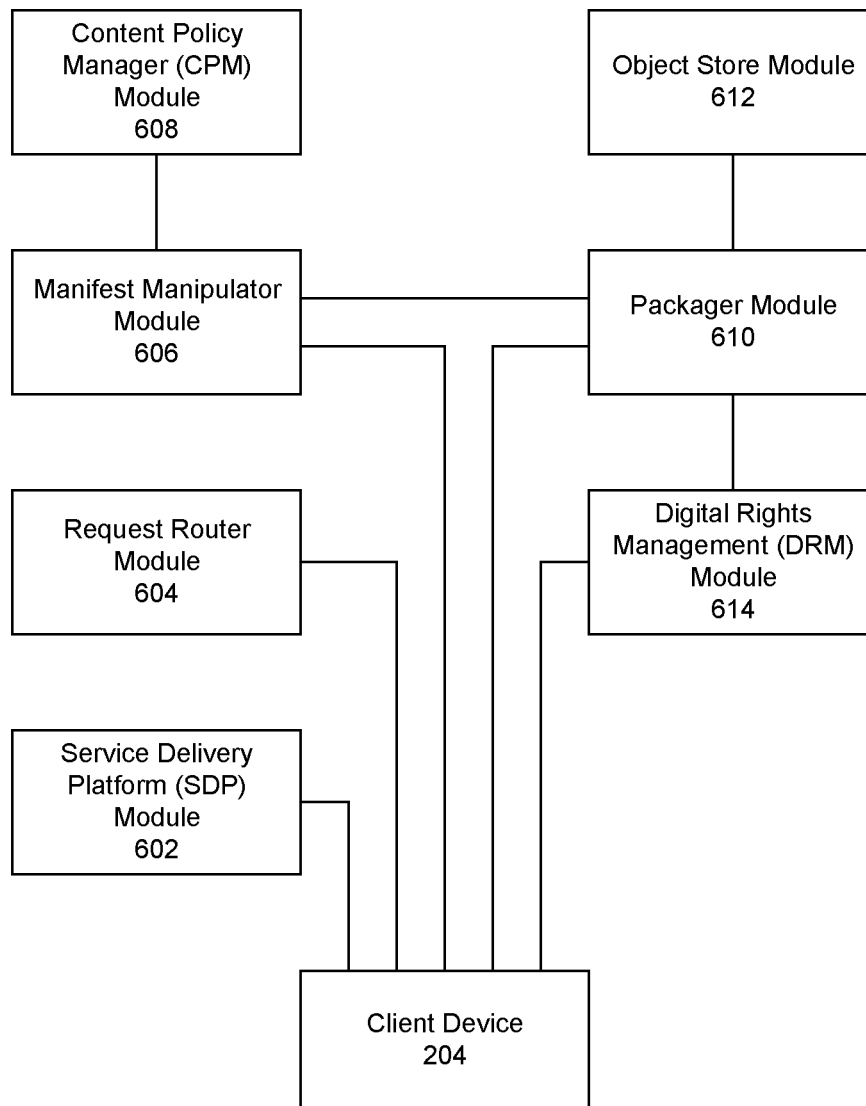 Content Policy
Manager (CPM)
Module
608
Object Store Module
612
Manifest Manipulator
Module
606
Packager Module
610
Request Router
Module
604
Digital Rights
Management (DRM)
Module
614
Service Delivery
Platform (SDP)
Module
602
Client Device
204